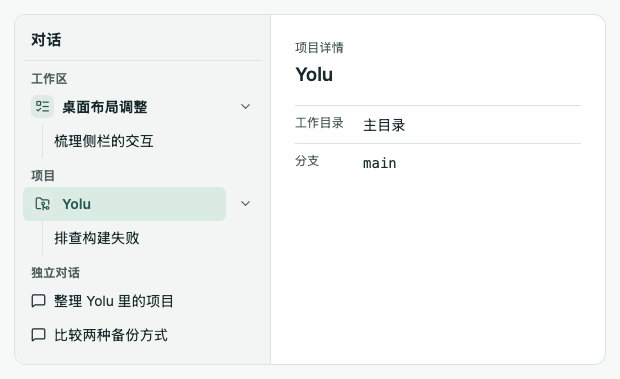 对话
工作区
桌面布局调整
梳理侧栏的交互
项目
Yolu
排查构建失败
独立对话
整理 Yolu 里的项目
比较两种备份方式
项目详情
Yolu
工作目录 主目录
分支 main